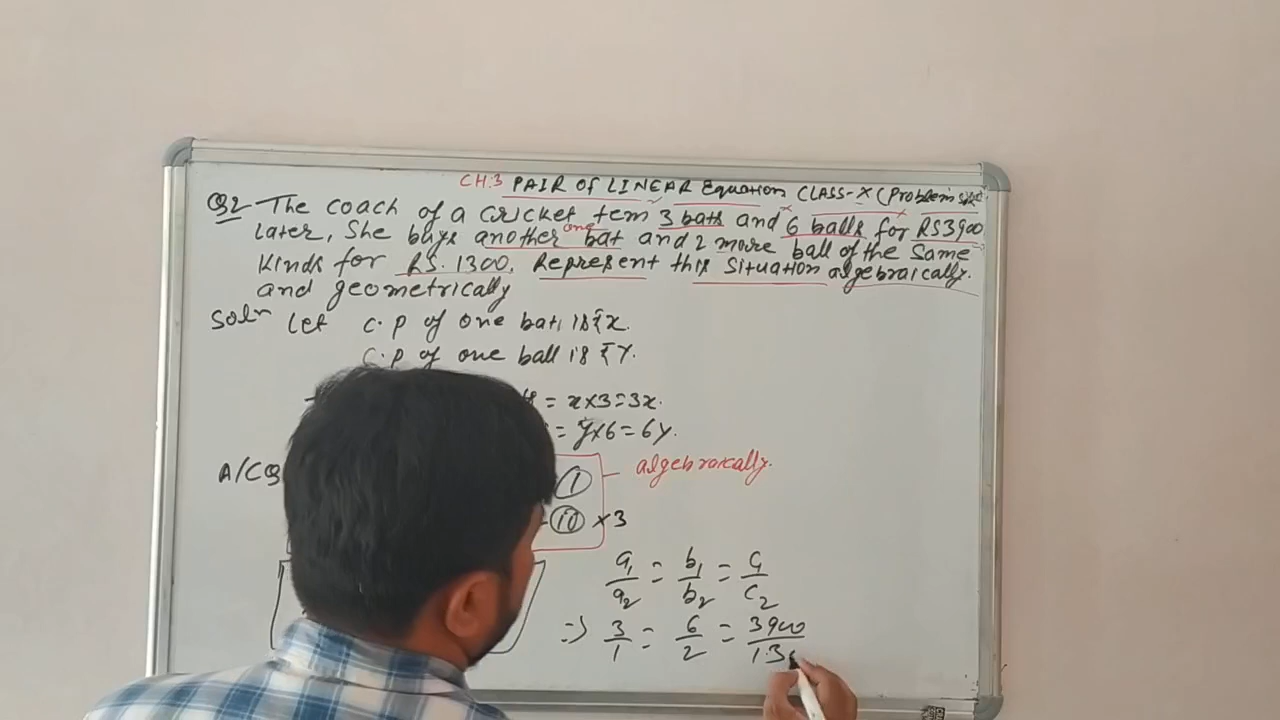 CH:3 PAIR OF LINEAR Equation CLASS-X (Problem
Q2 The coach of a cricket tem 3 bats and 6 balls for RS3900
one
Later, She buys another bat and 2 more ball of the Same
Kinds for RS. 1300. Represent this Situation algebraically.
and geometrically
Soln Let C.P of one bat is ₹x.
C.P of one ball is ₹Y.
= x×3=3x.
= y×6=6y.
A/CQ
① algebraically.
×3
a₁/a₂ = b₁/b₂ = c₁/c₂
=> 3/1 = 6/2 = 3900/130